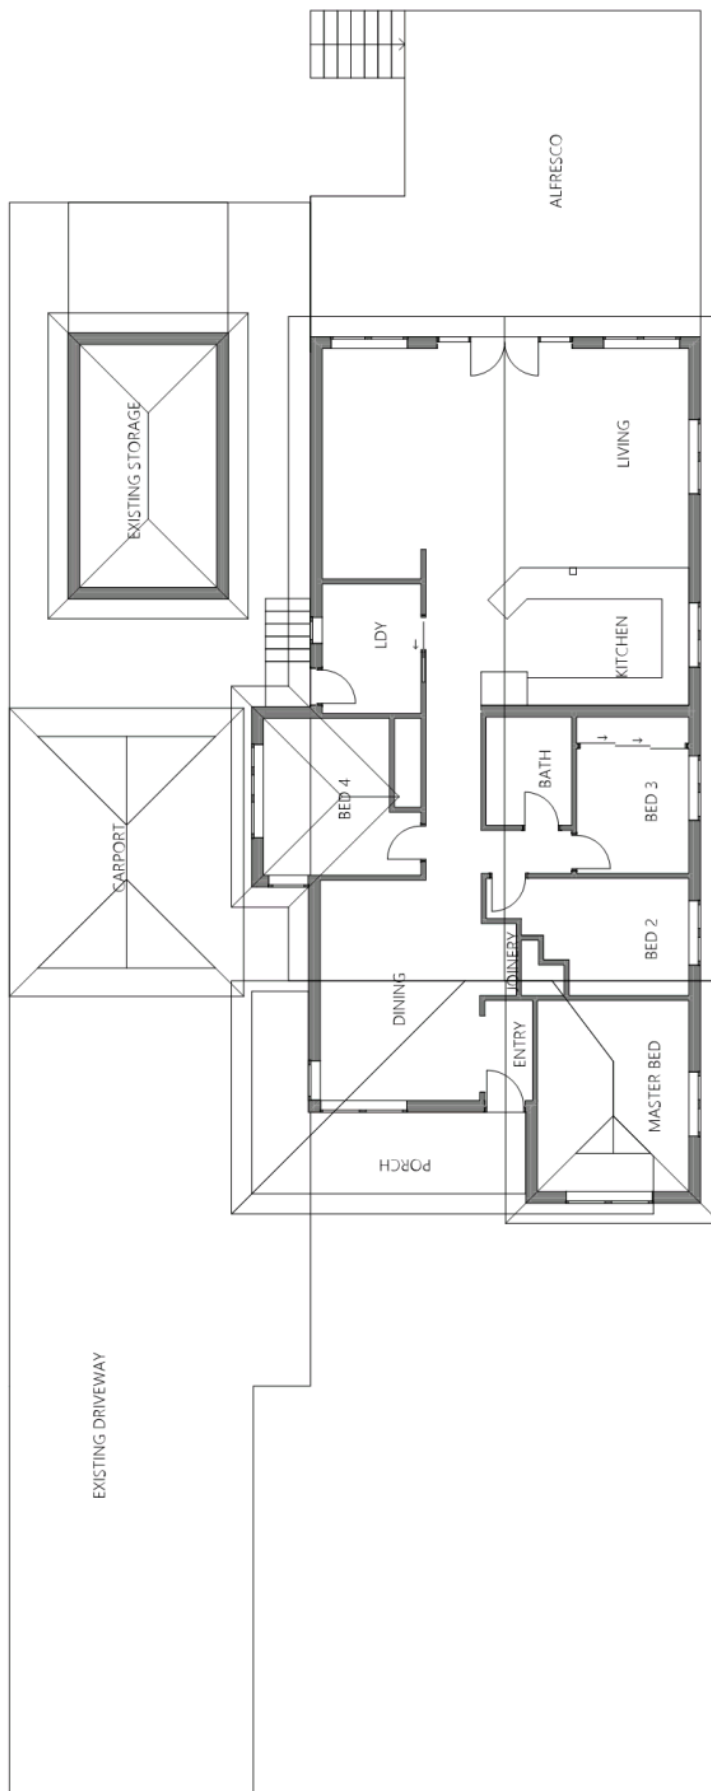 ALFRESCO
EXISTING STORAGE
LIVING
LDY
KITCHEN
CARPORT
BED 4
BATH
BED 3
BED 2
JOINERY
DINING
ENTRY
MASTER BED
PORCH
EXISTING DRIVEWAY